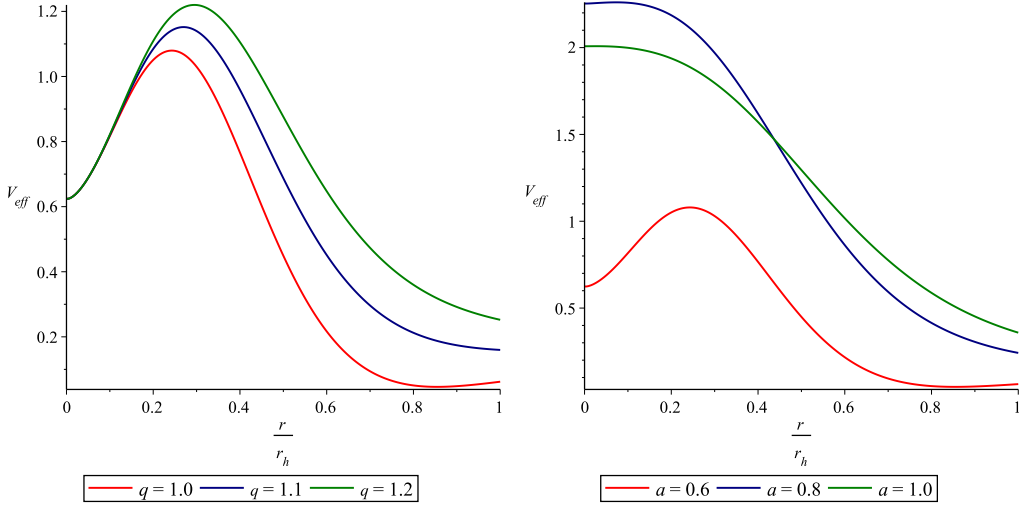 1.2
1.0
0.8
V_eff
0.6
0.4
0.2
0 0.2 0.4 0.6 0.8 1
r
r_h
q = 1.0 q = 1.1 q = 1.2
2
1.5
V_eff
1
0.5
0 0.2 0.4 0.6 0.8 1
r
r_h
a = 0.6 a = 0.8 a = 1.0